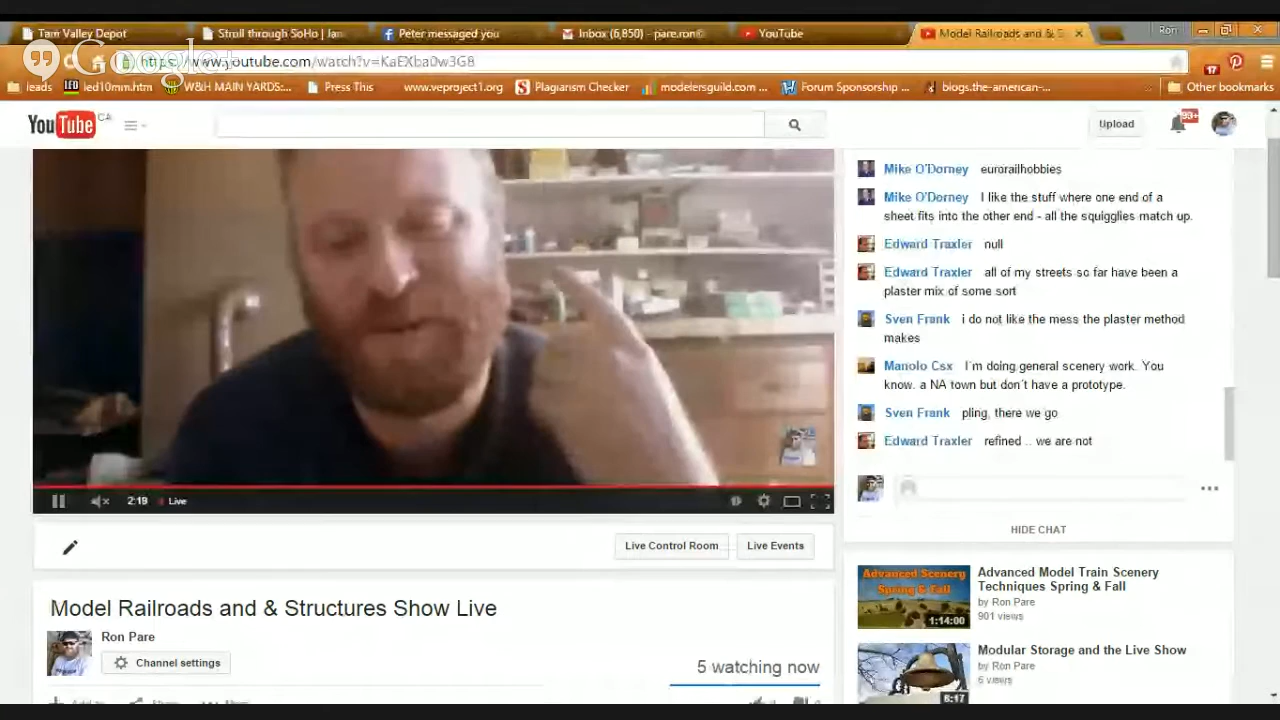 Tam Valley Depot
Stroll through SoHo | Jan
Peter messaged you
Inbox (6,850) - pare.ron@
YouTube
Model Railroads and & S
Ron
Google+
https://www.youtube.com/watch?v=KaEXba0w3G8
17
leads
led10mm.htm
W&H MAIN YARDS:...
Press This
www.veproject1.org
Plagiarism Checker
modelersguild.com ...
Forum Sponsorship ...
blogs.the-american-...
Other bookmarks
YouTube CA
Upload
93+
Mike O'Dorney eurorailhobbies
Mike O'Dorney I like the stuff where one end of a
sheet fits into the other end - all the squigglies match up.
Edward Traxler null
Edward Traxler all of my streets so far have been a
plaster mix of some sort
Sven Frank i do not like the mess the plaster method
makes
Manolo Csx I´m doing general scenery work. You
know. a NA town but don´t have a prototype.
Sven Frank pling, there we go
Edward Traxler refined .. we are not
2:19
Live
HIDE CHAT
Live Control Room
Live Events
Model Railroads and & Structures Show Live
Ron Pare
Channel settings
5 watching now
Advanced Scenery
Spring & Fall
1:14:00
Advanced Model Train Scenery
Techniques Spring & Fall
by Ron Pare
901 views
6:17
Modular Storage and the Live Show
by Ron Pare
6 views